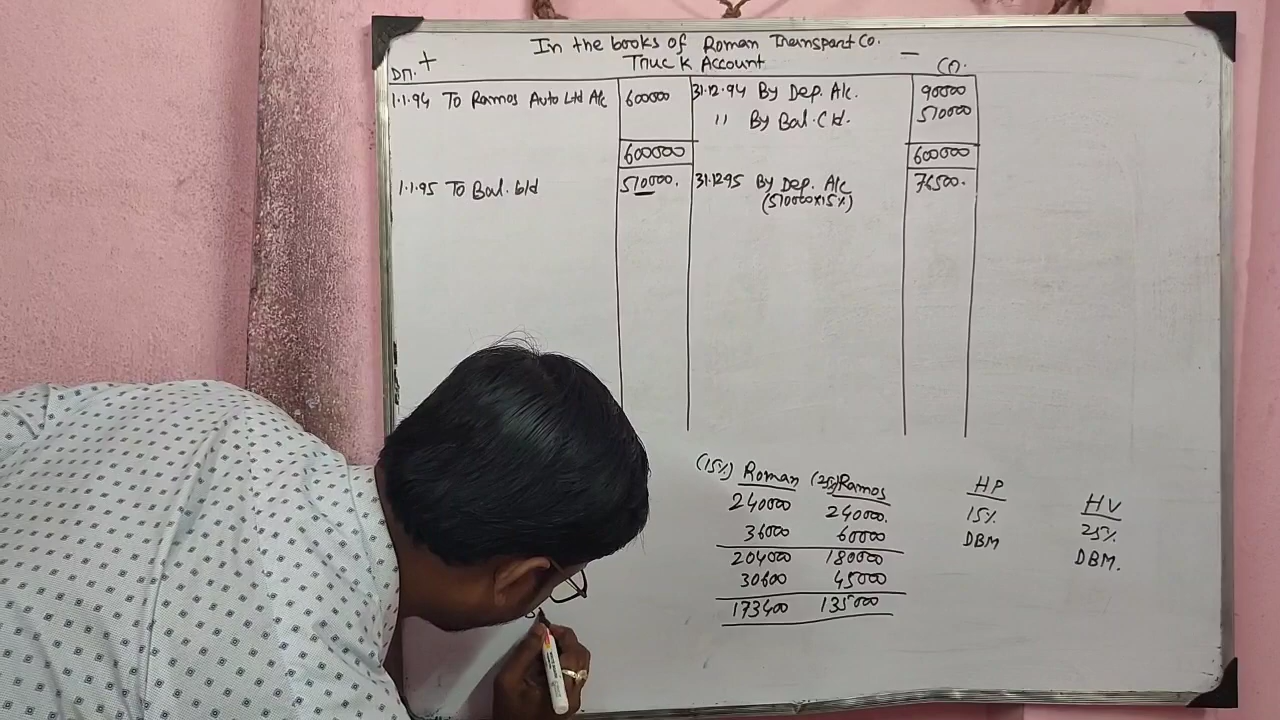 In the books of Roman Transport Co.
Truck Account
Dr. + − Cr.
1.1.94 To Ramos Auto Ltd A/c 600000 31.12.94 By Dep. A/c. 90000
" By Bal. C/d. 510000
600000 600000
1.1.95 To Bal. b/d 510000. 31.12.95 By Dep. A/c 76500.
(510000x15%)
(15%) Roman (25%) Ramos HP HV
240000 240000. 15% 25%
36000 60000 DBM DBM.
204000 180000
30600 45000
173400 135000